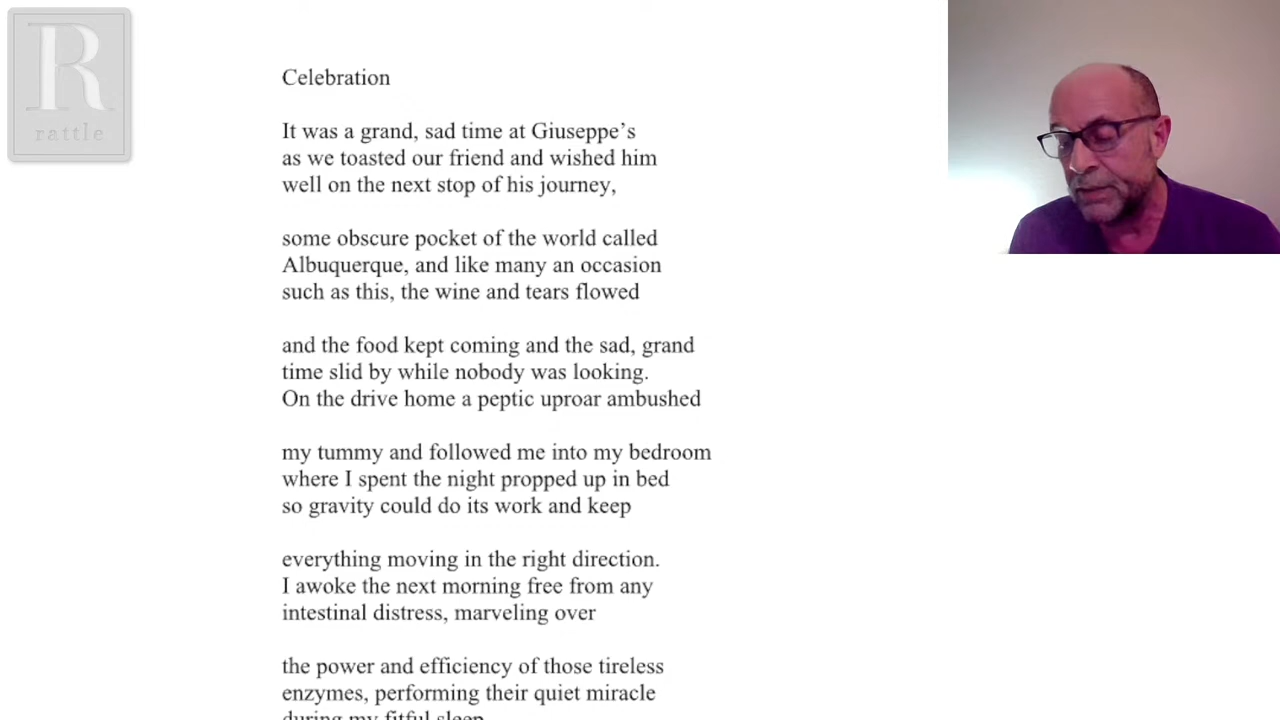 R
rattle
Celebration
It was a grand, sad time at Giuseppe’s
as we toasted our friend and wished him
well on the next stop of his journey,
some obscure pocket of the world called
Albuquerque, and like many an occasion
such as this, the wine and tears flowed
and the food kept coming and the sad, grand
time slid by while nobody was looking.
On the drive home a peptic uproar ambushed
my tummy and followed me into my bedroom
where I spent the night propped up in bed
so gravity could do its work and keep
everything moving in the right direction.
I awoke the next morning free from any
intestinal distress, marveling over
the power and efficiency of those tireless
enzymes, performing their quiet miracle
during my fitful sleep